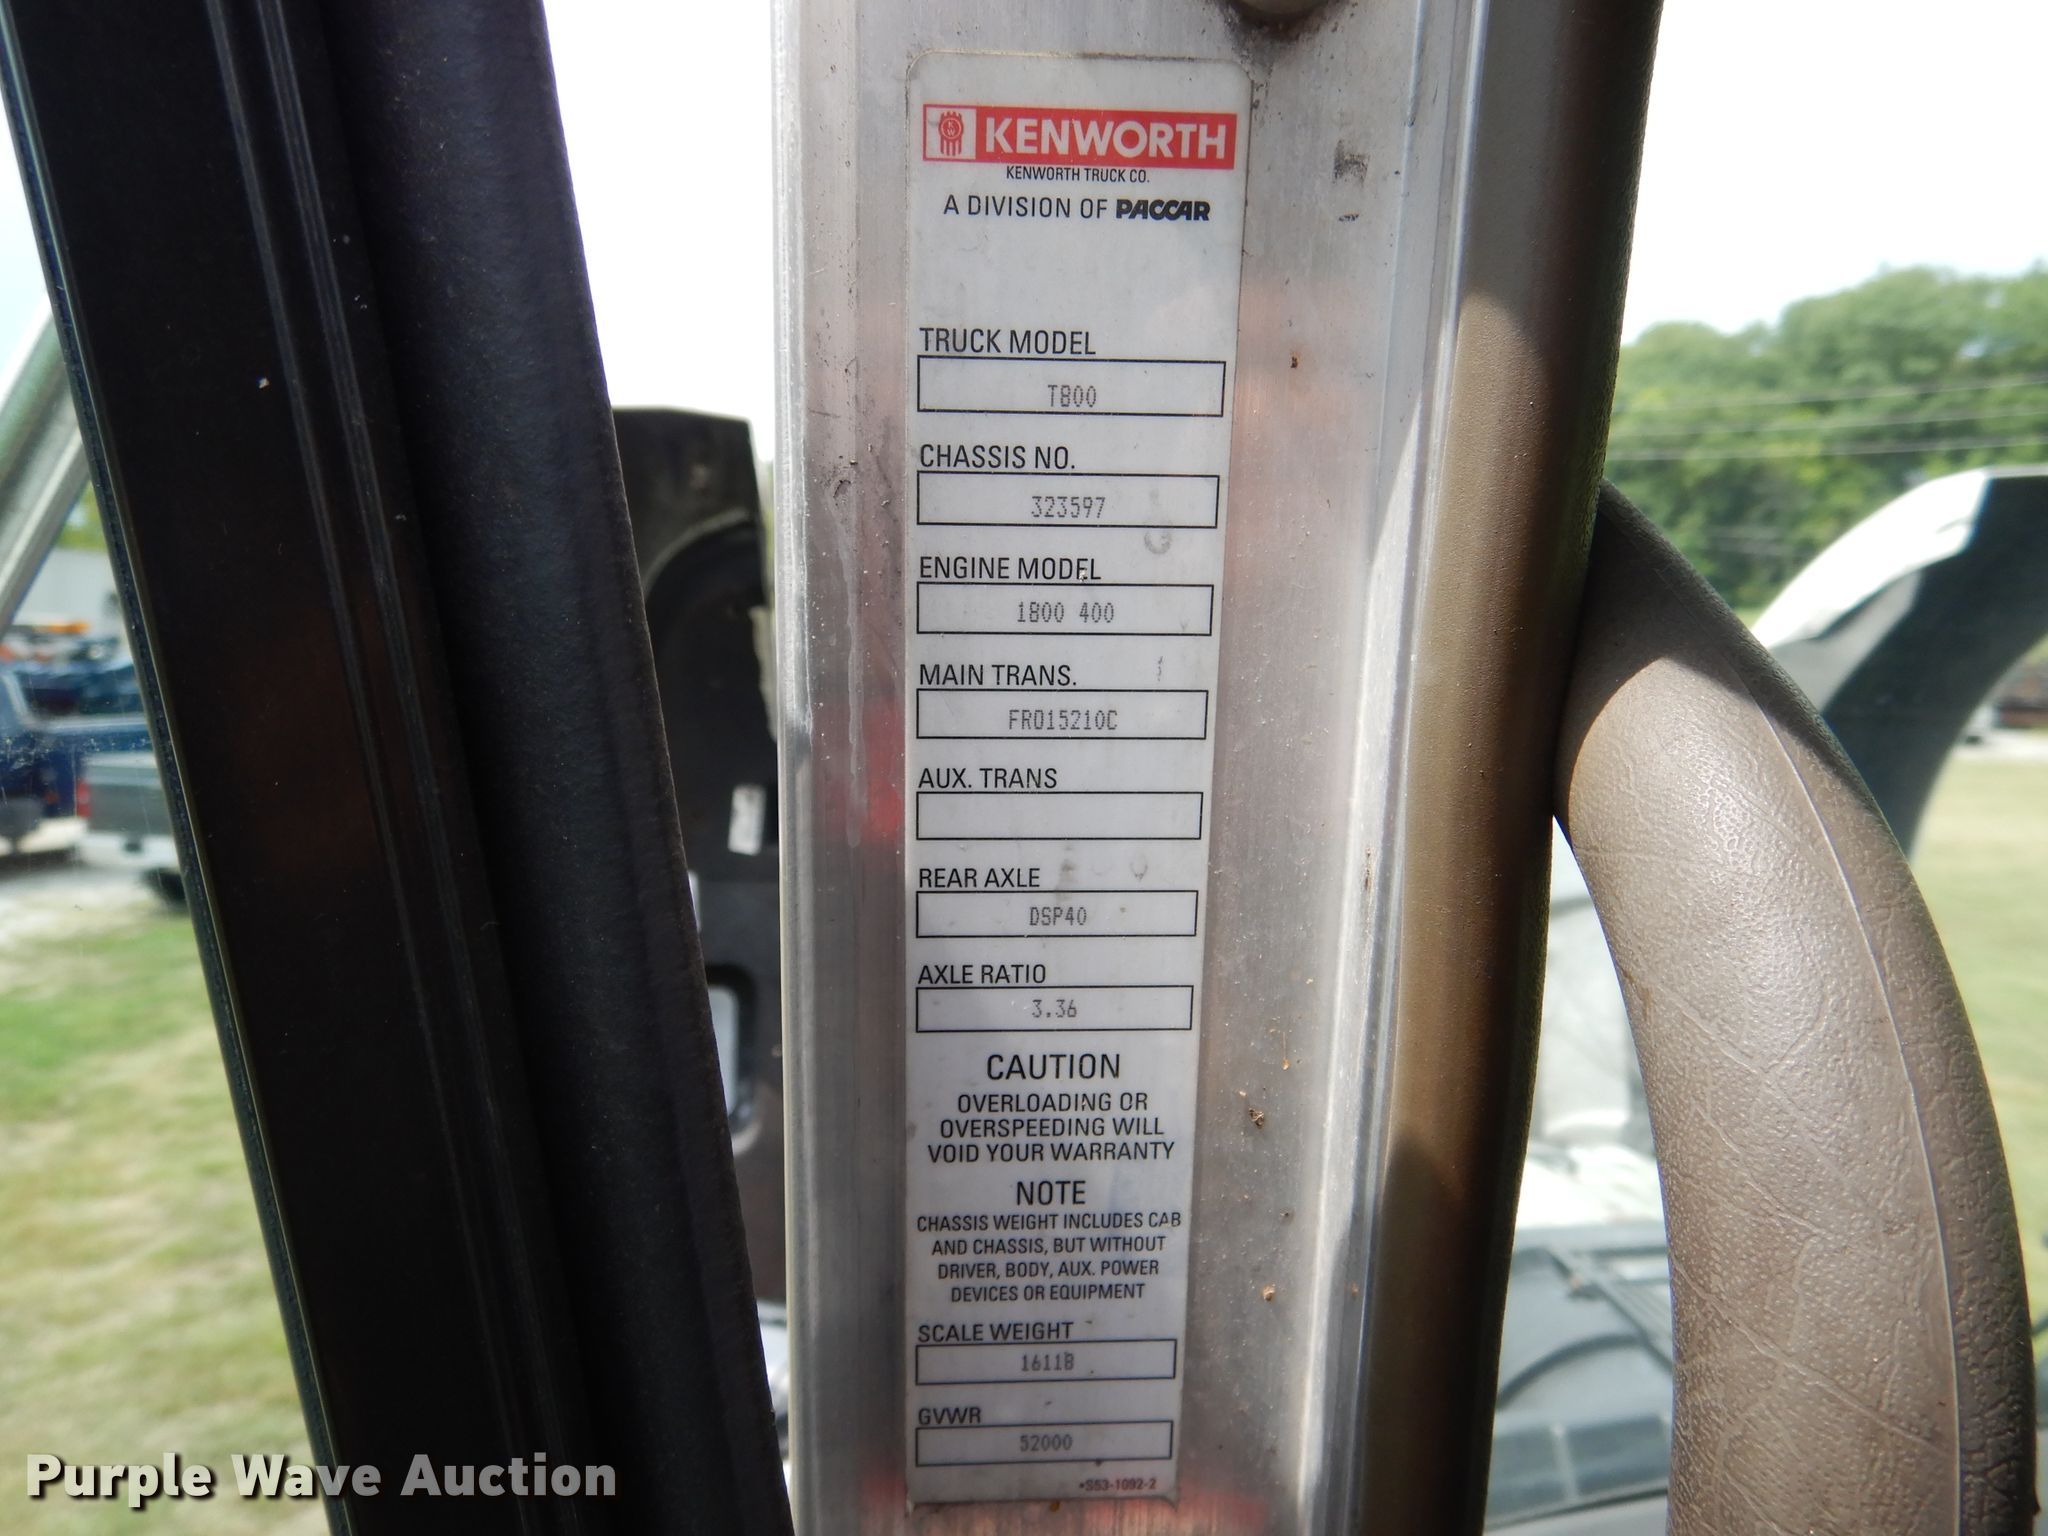 KENWORTH
KENWORTH TRUCK CO.
A DIVISION OF PACCAR
TRUCK MODEL
T800
CHASSIS NO.
323597
ENGINE MODEL
1800 400
MAIN TRANS.
FRO15210C
AUX. TRANS
REAR AXLE
DSP40
AXLE RATIO
3.36
CAUTION
OVERLOADING OR
OVERSPEEDING WILL
VOID YOUR WARRANTY
NOTE
CHASSIS WEIGHT INCLUDES CAB
AND CHASSIS, BUT WITHOUT
DRIVER, BODY, AUX. POWER
DEVICES OR EQUIPMENT
SCALE WEIGHT
16118
GVWR
52000
•S53-1092-2
Purple Wave Auction